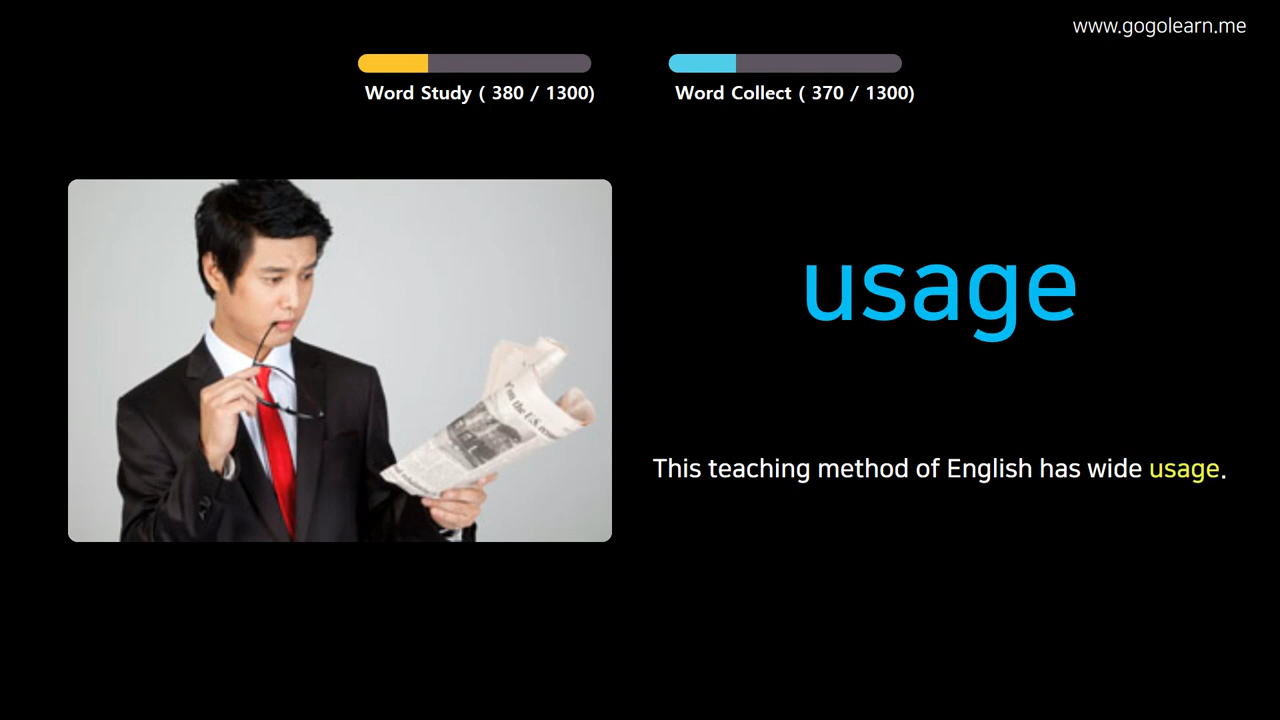 www.gogolearn.me
Word Study ( 380 / 1300)
Word Collect ( 370 / 1300)
usage
This teaching method of English has wide usage.